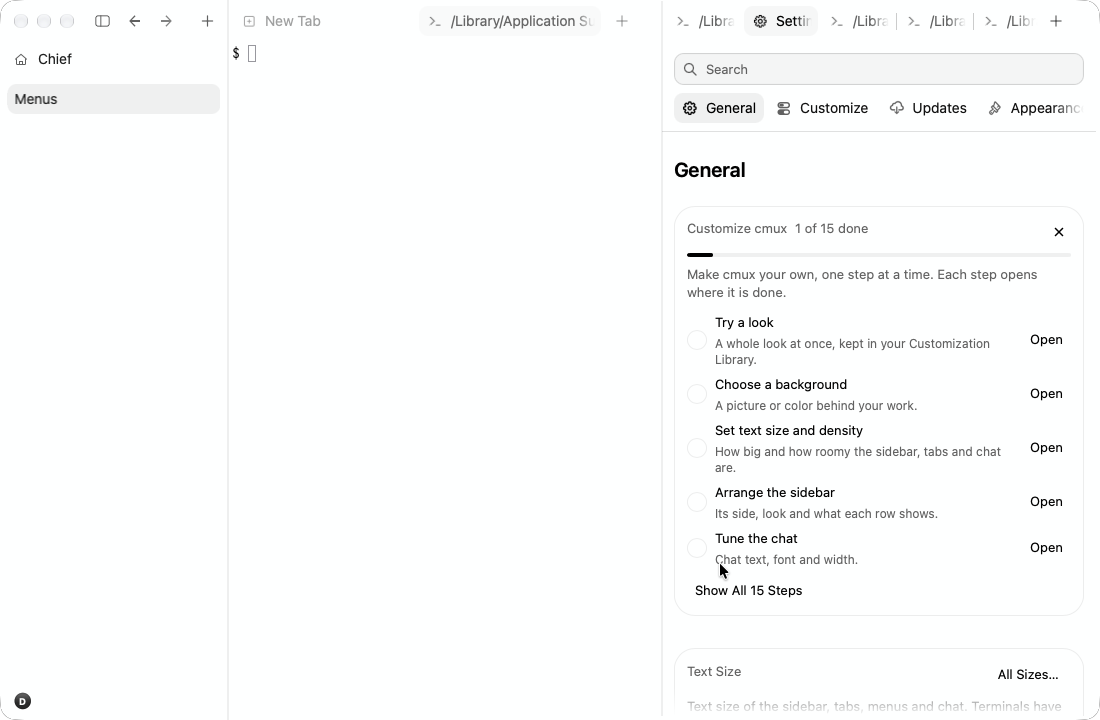 New Tab
/Library/Application Su
/Libra
Settin
/Libra
/Libra
/Libr
Chief
Menus
$
Search
General
Customize
Updates
Appearanc
General
Customize cmux 1 of 15 done
Make cmux your own, one step at a time. Each step opens
where it is done.
Try a look
A whole look at once, kept in your Customization
Library.
Open
Choose a background
A picture or color behind your work.
Open
Set text size and density
How big and how roomy the sidebar, tabs and chat
are.
Open
Arrange the sidebar
Its side, look and what each row shows.
Open
Tune the chat
Chat text, font and width.
Open
Show All 15 Steps
Text Size
All Sizes...
Text size of the sidebar, tabs, menus and chat. Terminals have
D